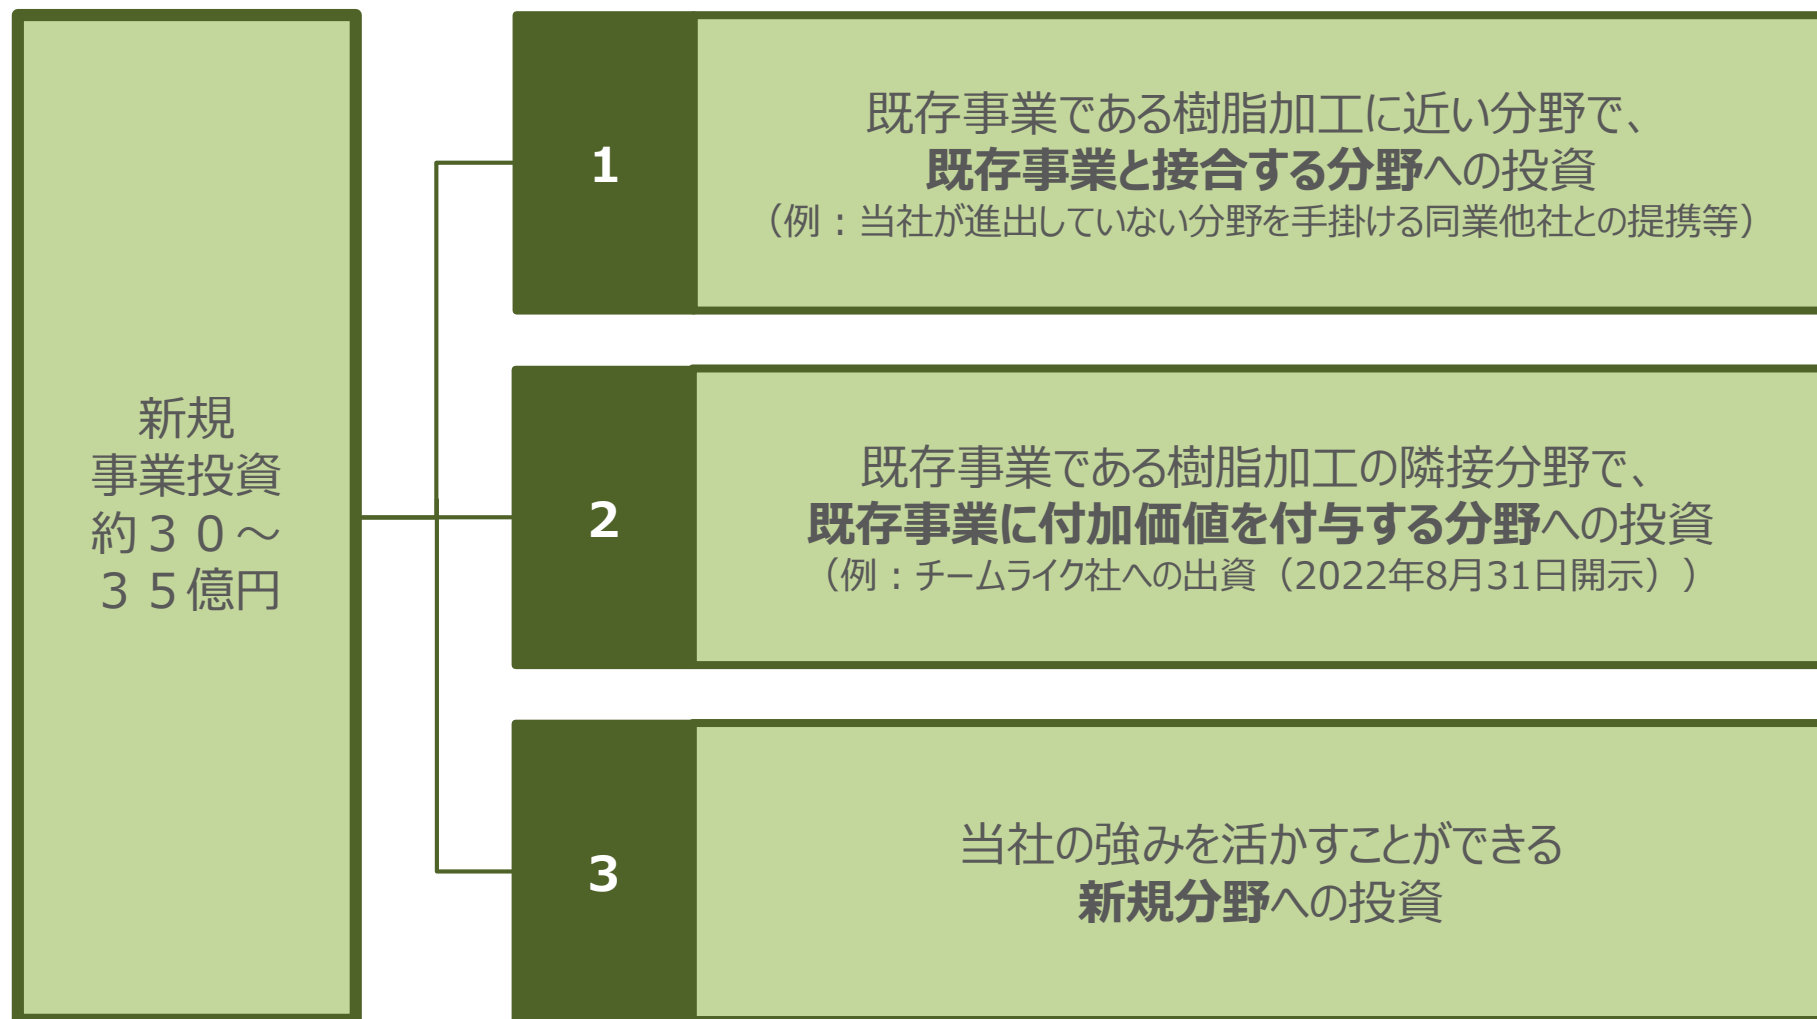 新規
事業投資
約３０～
３５億円
1
既存事業である樹脂加工に近い分野で、
既存事業と接合する分野への投資
（例：当社が進出していない分野を手掛ける同業他社との提携等）
2
既存事業である樹脂加工の隣接分野で、
既存事業に付加価値を付与する分野への投資
（例：チームライク社への出資（2022年8月31日開示））
3
当社の強みを活かすことができる
新規分野への投資